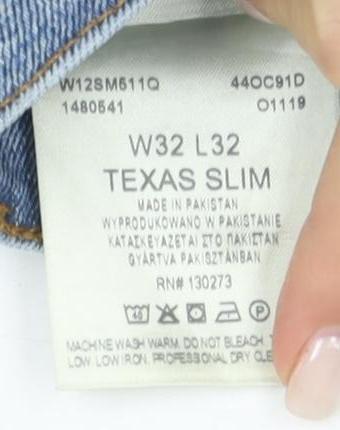 W12SM511Q 44OC91D
1480541 O1119
W32 L32
TEXAS SLIM
MADE IN PAKISTAN
WYPRODUKOWANO W PAKISTANIE
ΚΑΤΑΣΚΕΥΑΖΕΤΑΙ ΣΤΟ ΠΑΚΙΣΤΑΝ
GYÁRTVA PAKISZTÁNBAN
RN# 130273
40 P
MACHINE WASH WARM. DO NOT BLEACH.
LOW. LOW IRON. PROFESSIONAL DRY CLE